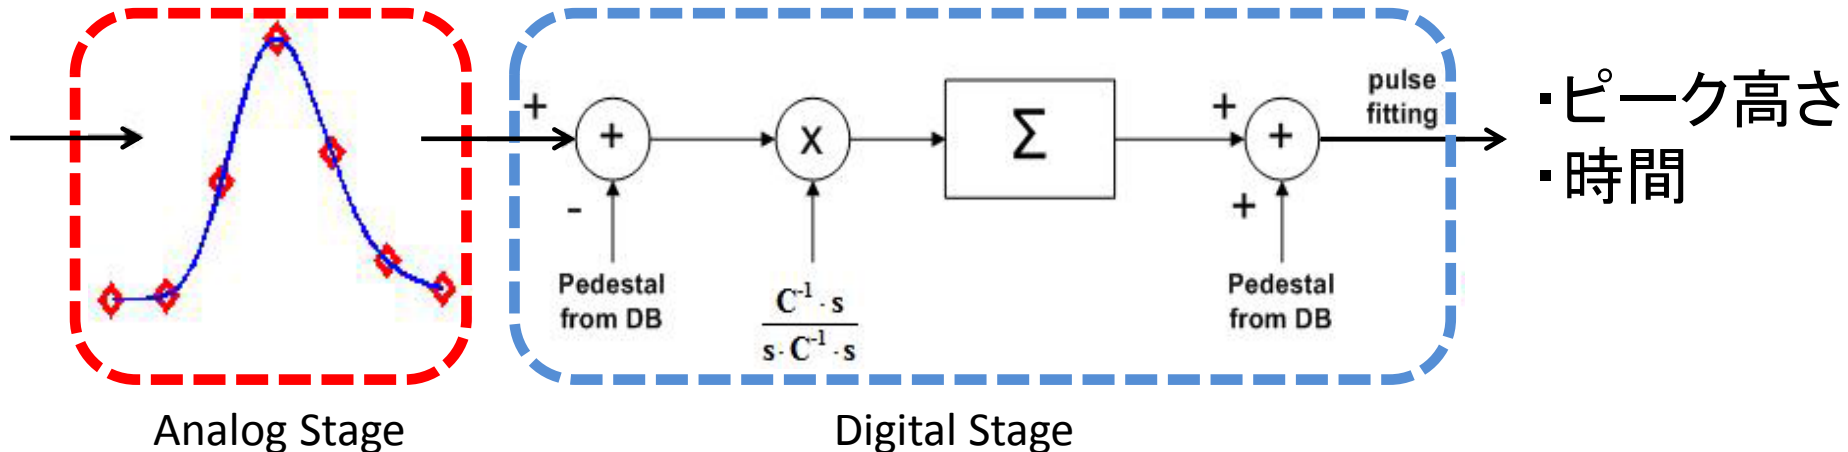 +
+
-
Pedestal
from DB
X
C⁻¹ · s
s · C⁻¹ · s
Σ
+
+
+
Pedestal
from DB
pulse
fitting
・ピーク高さ
・時間
Analog Stage
Digital Stage